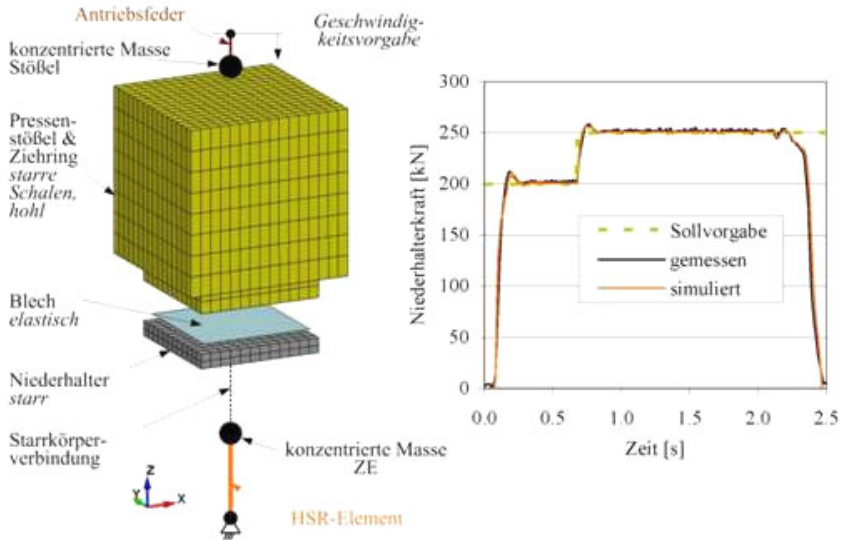 Antriebsfeder
Geschwindig-
keitsvorgabe
konzentrierte Masse
Stößel
Pressen-
stößel &
Ziehring
starre
Schalen,
hohl
Blech
elastisch
Niederhalter
starr
Starrkörper-
verbindung
konzentrierte Masse
ZE
HSR-Element
Z
Y
X
Niederhalterkraft [kN]
300
250
200
150
100
50
0
Sollvorgabe
gemessen
simuliert
0.0 0.5 1.0 1.5 2.0 2.5
Zeit [s]